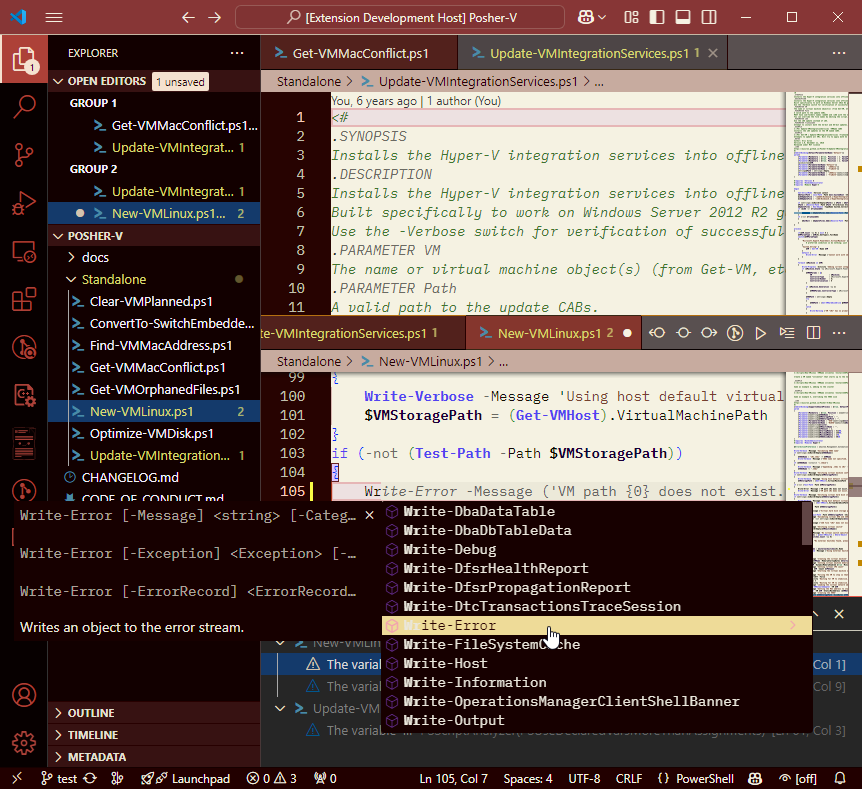 [Extension Development Host] Posher-V
EXPLORER
OPEN EDITORS 1 unsaved
GROUP 1
Get-VMMacConflict.ps1...
Update-VMIntegrat... 1
GROUP 2
Update-VMIntegrat... 1
New-VMLinux.ps1... 2
POSHER-V
docs
Standalone
Clear-VMPlanned.ps1
ConvertTo-SwitchEmbedde...
Find-VMMacAddress.ps1
Get-VMMacConflict.ps1
Get-VMOrphanedFiles.ps1
New-VMLinux.ps1 2
Optimize-VMDisk.ps1
Update-VMIntegration... 1
CHANGELOG.md
CODE_OF_CONDUCT.md
OUTLINE
TIMELINE
METADATA
1
Get-VMMacConflict.ps1
Update-VMIntegrationServices.ps1 1
Standalone > Update-VMIntegrationServices.ps1 > ...
You, 6 years ago | 1 author (You)
1 <#
2 .SYNOPSIS
3 Installs the Hyper-V integration services into offline
4 .DESCRIPTION
5 Installs the Hyper-V integration services into offline
6 Built specifically to work on Windows Server 2012 R2 g
7 Use the -Verbose switch for verification of successful
8 .PARAMETER VM
9 The name or virtual machine object(s) (from Get-VM, et
10 .PARAMETER Path
11 A valid path to the update CABs.
te-VMIntegrationServices.ps1 1
New-VMLinux.ps1 2
Standalone > New-VMLinux.ps1 > ...
99 {
100 Write-Verbose -Message 'Using host default virtual
101 $VMStoragePath = (Get-VMHost).VirtualMachinePath
102 }
103 if (-not (Test-Path -Path $VMStoragePath))
104 {
105 Write-Error -Message ('VM path {0} does not exist.
Write-Error [-Message] <string> [-Categ...
Write-Error [-Exception] <Exception> [-...
Write-Error [-ErrorRecord] <ErrorRecord...
Writes an object to the error stream.
Write-DbaDataTable
Write-DbaDbTableData
Write-Debug
Write-DfsrHealthReport
Write-DfsrPropagationReport
Write-DtcTransactionsTraceSession
Write-Error
Write-FileSystemCache
Write-Host
Write-Information
Write-OperationsManagerClientShellBanner
Write-Output
New-VMLin
The varia
Col 1]
The varia
Col 9]
Update-VM
The variable
Col 3]
test
Launchpad
0 3
0
Ln 105, Col 7
Spaces: 4
UTF-8
CRLF
{ } PowerShell
[off]